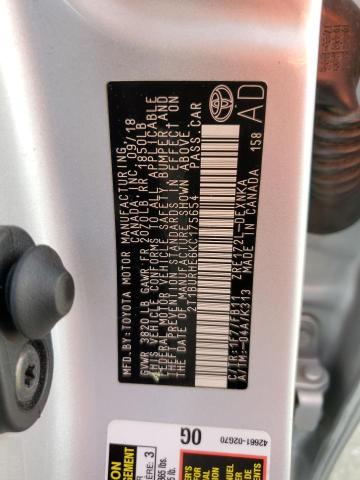 MFD. BY: TOYOTA MOTOR MANUFACTURING
CANADA, INC. 09/18
GVWR 3820 LB GAWR FR 2070 LB RR 1850 LB
THIS VEHICLE CONFORMS TO ALL APPLICABLE
FEDERAL MOTOR VEHICLE SAFETY, BUMPER AND
THEFT PREVENTION STANDARDS IN EFFECT ON
THE DATE OF MANUFACTURE SHOWN ABOVE.
2T1BURHE6KC175654 PASS. CAR
C/TR: 1F7/FB11 ZRE172L-DEXNKA
A/TM: -04A/K313 MADE IN CANADA 158
AD
42661-02G70
0G
3